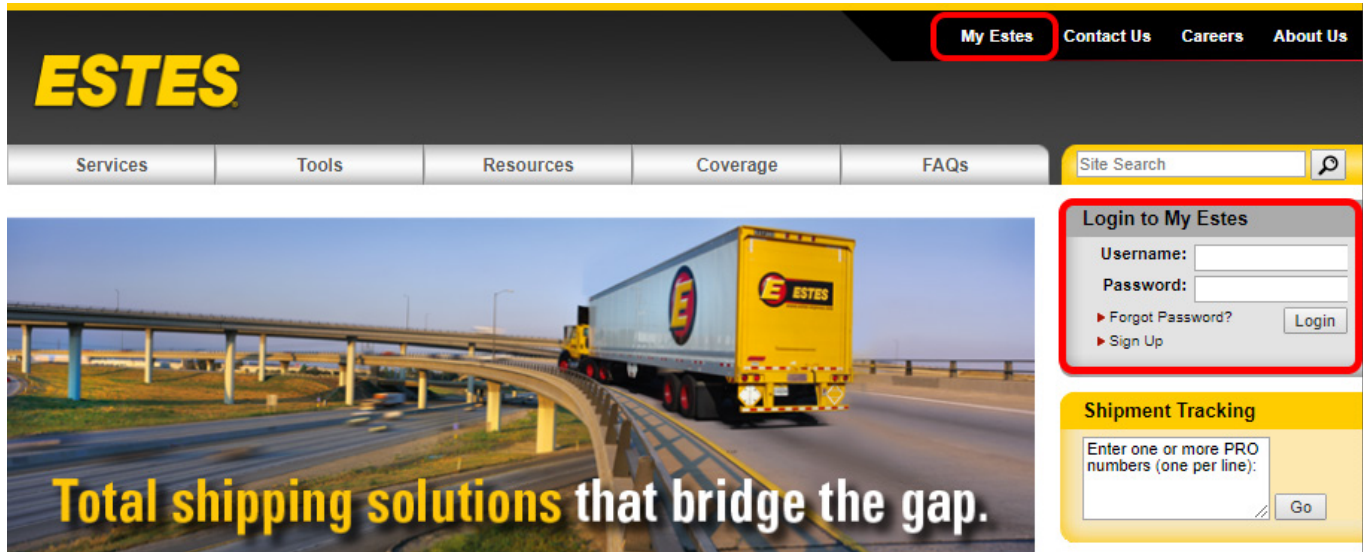 My Estes Contact Us Careers About Us
ESTES
Services Tools Resources Coverage FAQs
Site Search
Login to My Estes
Username:
Password:
Forgot Password?
Login
Sign Up
E
E ESTES
Total shipping solutions that bridge the gap.
Shipment Tracking
Enter one or more PRO
numbers (one per line):
Go